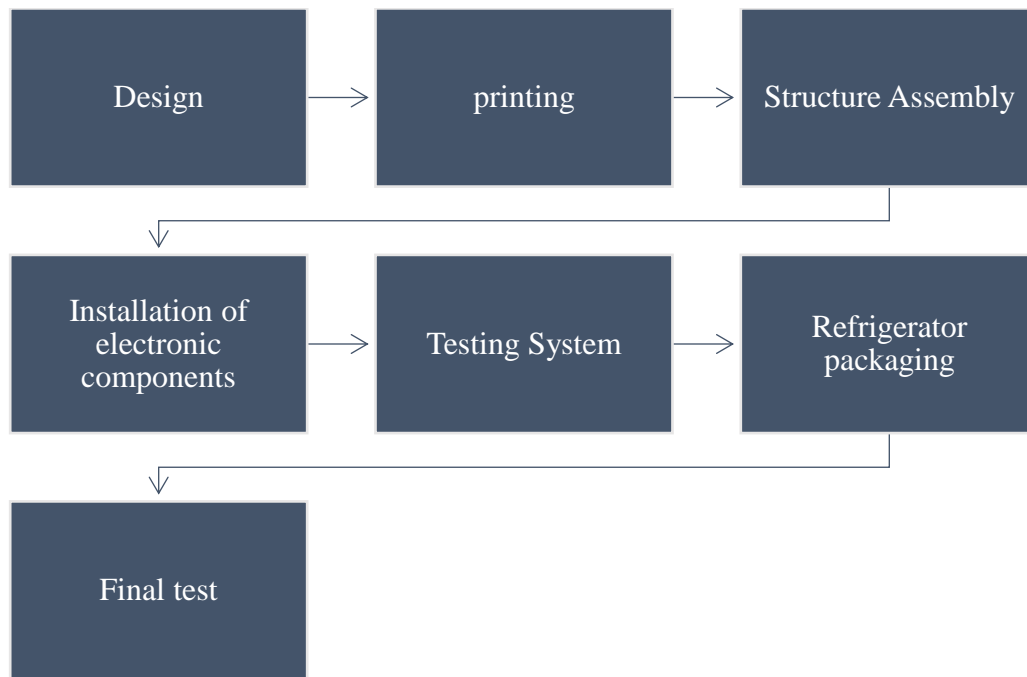 Design
printing
Structure Assembly
Installation of
electronic
components
Testing System
Refrigerator
packaging
Final test